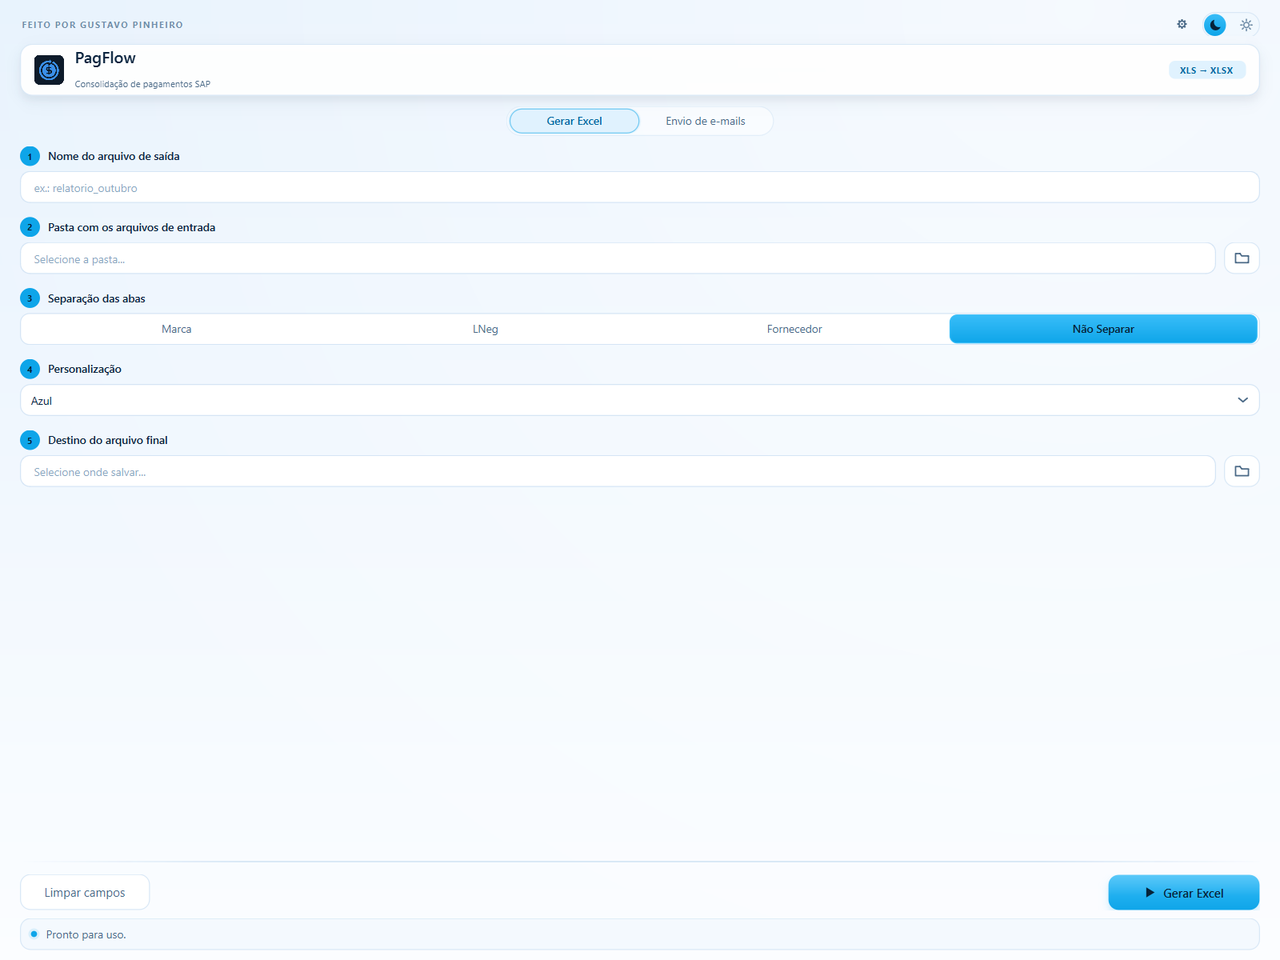 FEITO POR GUSTAVO PINHEIRO
PagFlow
Consolidação de pagamentos SAP
XLS → XLSX
Gerar Excel
Envio de e-mails
1 Nome do arquivo de saída
ex.: relatorio_outubro
2 Pasta com os arquivos de entrada
Selecione a pasta...
3 Separação das abas
Marca
LNeg
Fornecedor
Não Separar
4 Personalização
Azul
5 Destino do arquivo final
Selecione onde salvar...
Limpar campos
Gerar Excel
Pronto para uso.